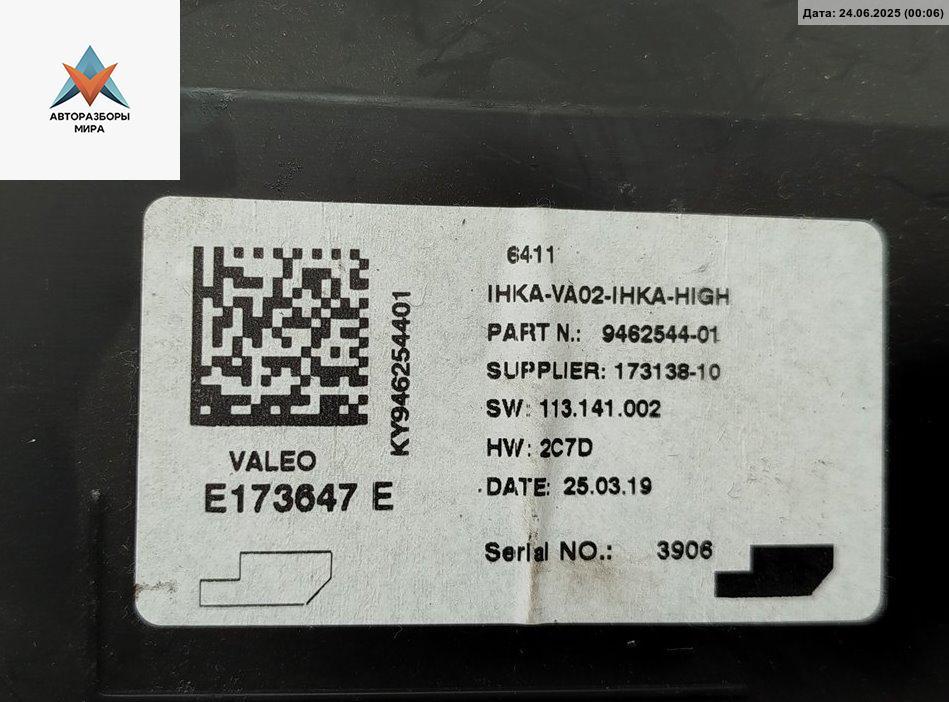 Дата: 24.06.2025 (00:06)
АВТОРАЗБОРЫ
МИРА
6411
IHKA-VA02-IHKA-HIGH
PART N.: 9462544-01
SUPPLIER: 173138-10
SW: 113.141.002
HW: 2C7D
DATE: 25.03.19
Serial NO.: 3906
KY946254401
VALEO
E173647 E